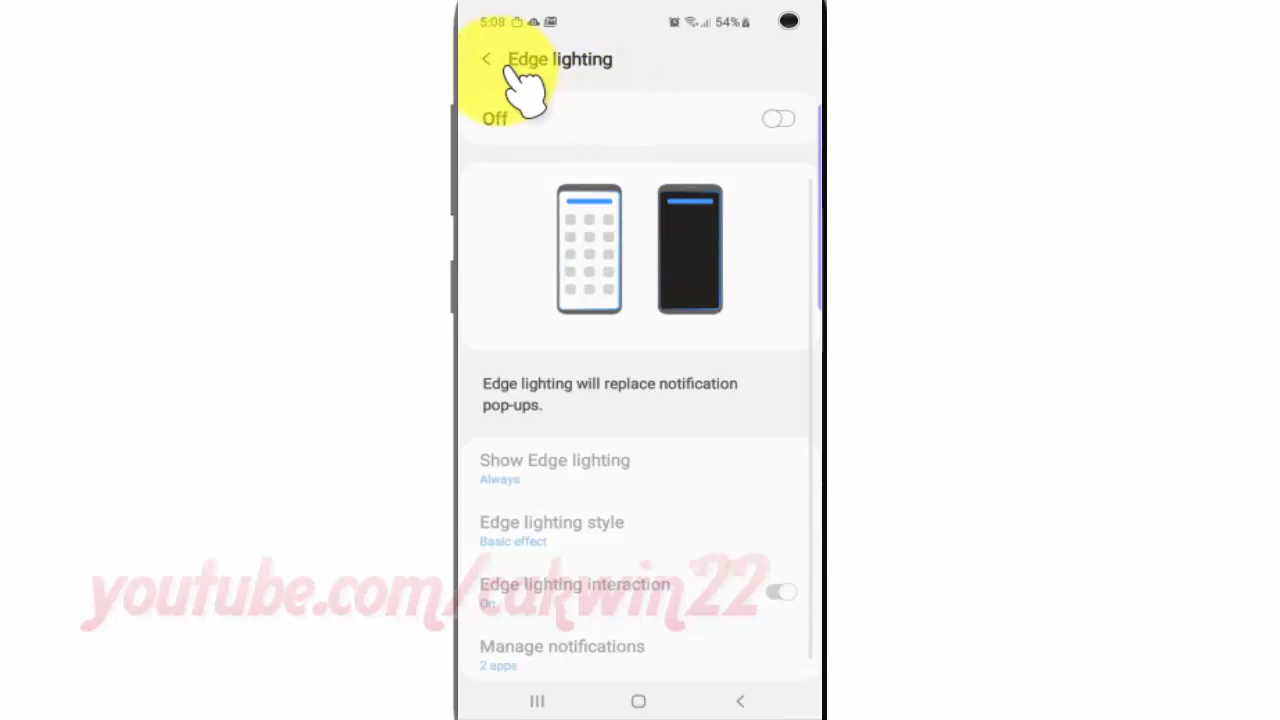 5:08
54%
Edge lighting
Off
Edge lighting will replace notification
pop-ups.
Show Edge lighting
Always
Edge lighting style
Basic effect
Edge lighting interaction
On
youtube.com/cakwin22
Manage notifications
2 apps